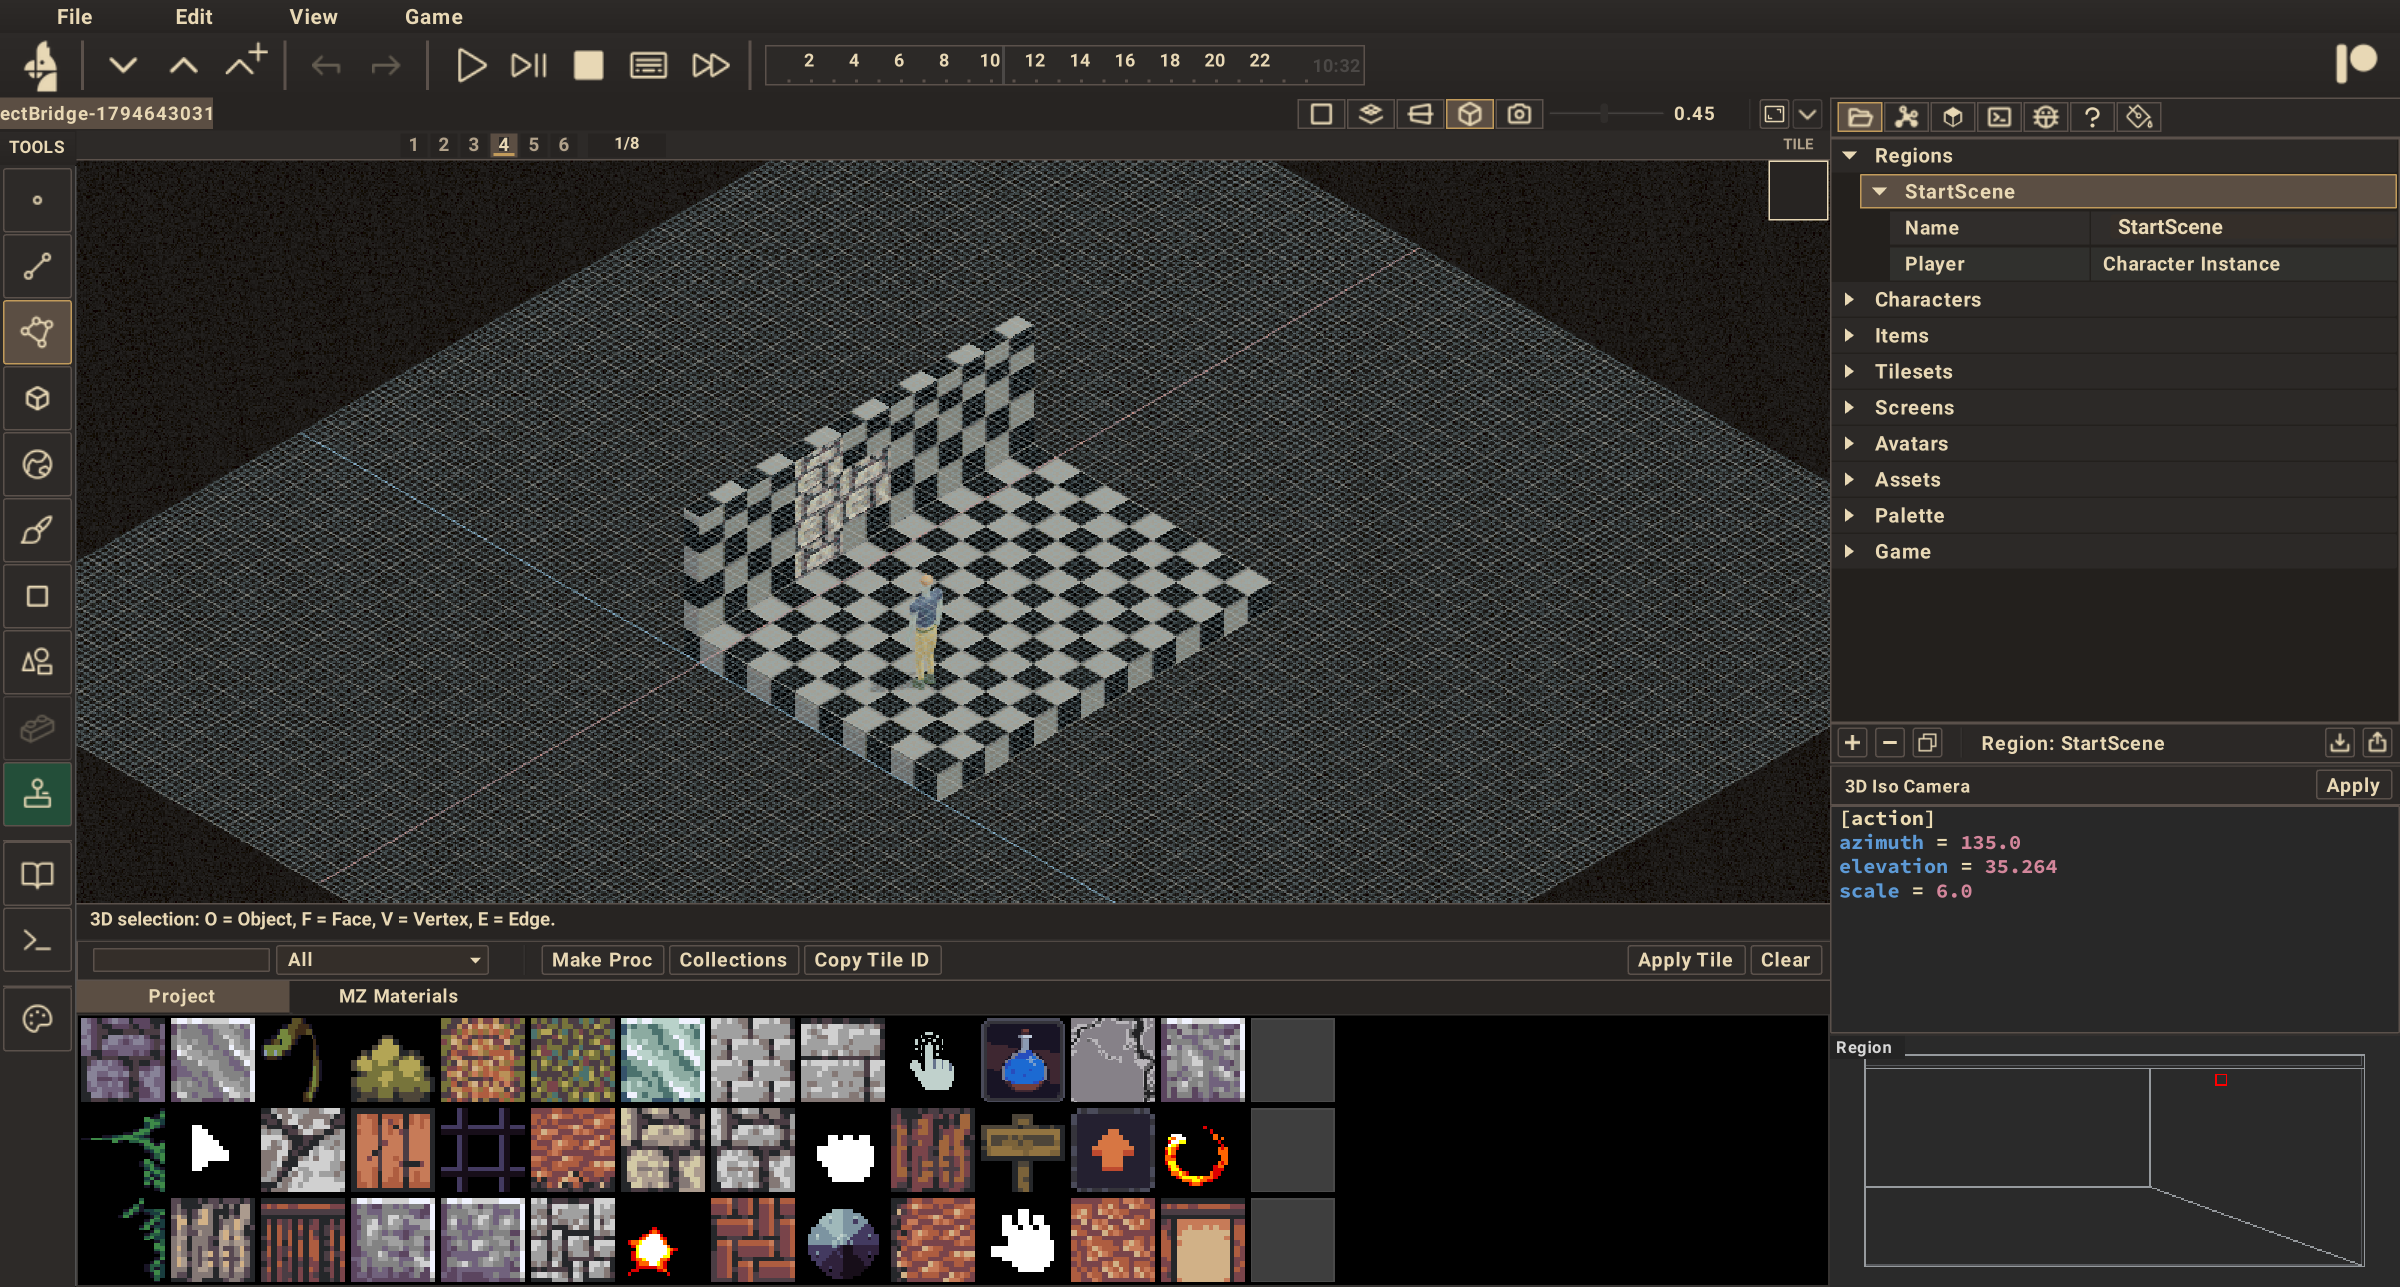 File Edit View Game
2 4 6 8 10 12 14 16 18 20 22 10:32
ectBridge-1794643031
0.45
TOOLS
1 2 3 4 5 6 1/8
TILE
Regions
StartScene
Name StartScene
Player Character Instance
Characters
Items
Tilesets
Screens
Avatars
Assets
Palette
Game
Region: StartScene
3D Iso Camera Apply
[action]
azimuth = 135.0
elevation = 35.264
scale = 6.0
3D selection: O = Object, F = Face, V = Vertex, E = Edge.
All Make Proc Collections Copy Tile ID Apply Tile Clear
Project MZ Materials
Region